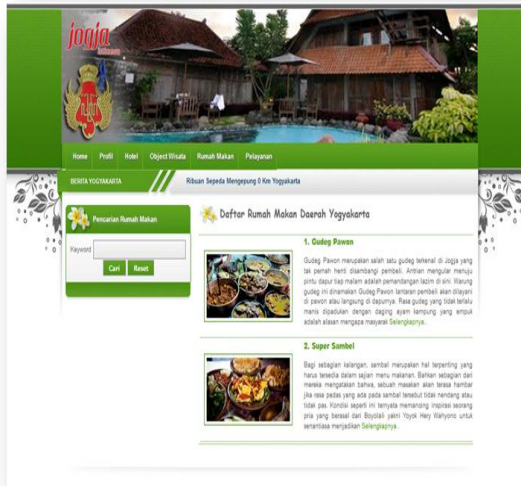 jogja
Home Profil Hotel Object Wisata Rumah Makan Pelayanan
BERITA YOGYAKARTA Ribuan Sepeda Mengepung 0 Km Yogyakarta
Pencarian Rumah Makan
Keyword
Cari Reset
Daftar Rumah Makan Daerah Yogyakarta
1. Gudeg Pawon
Gudeg Pawon merupakan salah satu gudeg terkenal di Jogja yang
tak pernah henti disambangi pembeli. Antrian mengular menuju
pintu dapur tiap malam adalah pemandangan lazim di sini. Warung
gudeg ini dinamakan Gudeg Pawon lantaran pembeli akan dilayani
di pawon atau langsung di dapurnya. Rasa gudeg yang tidak terlalu
manis dipadukan dengan daging ayam kampung yang empuk
adalah alasan mengapa masyarak Selengkapnya..
2. Super Sambel
Bagi sebagian kalangan, sambel merupakan hal terpenting yang
harus tersedia dalam sajian menu makanan. Bahkan sebagian dari
mereka mengatakan bahwa, sebuah masakan akan terasa hambar
jika rasa pedas yang ada pada sambel tersebut tidak nendang atau
tidak pas. Kondisi seperti ini ternyata memancing inspirasi seorang
pria yang berasal dari Boyolali yakni Yoyok Hery Wahyono untuk
senantiasa menjadikan Selengkapnya..